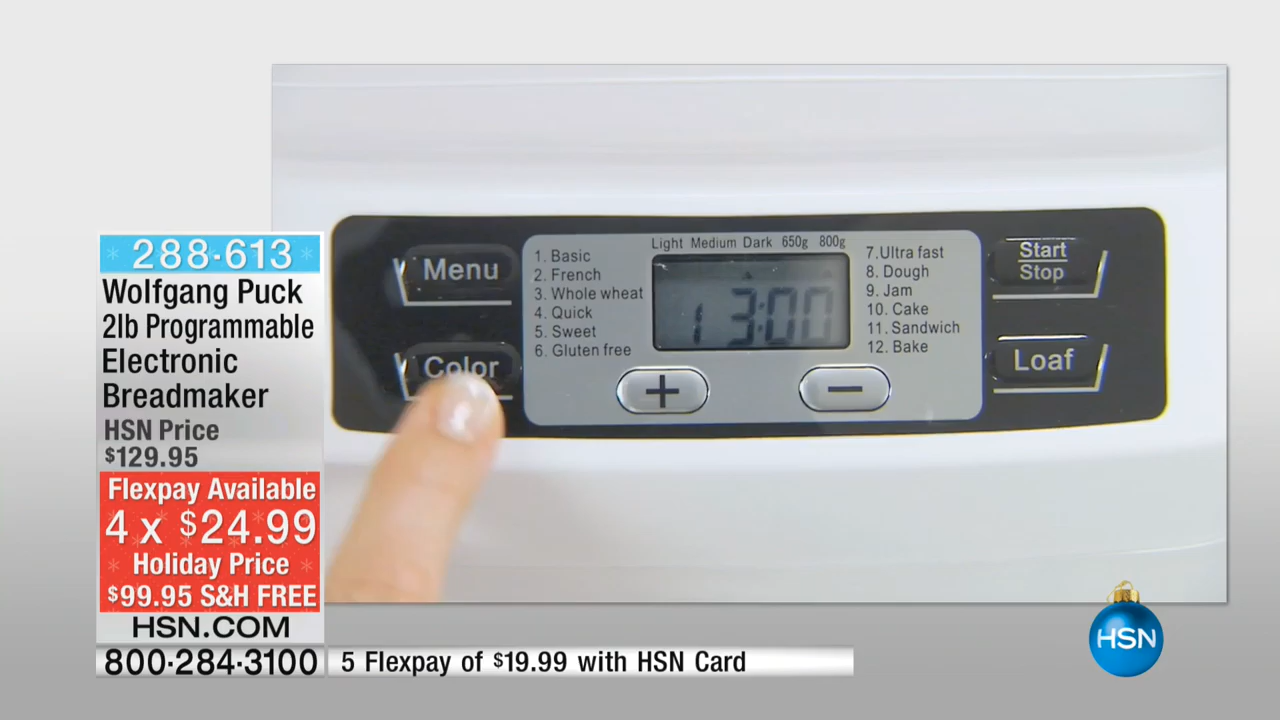 288-613
Wolfgang Puck
2lb Programmable
Electronic
Breadmaker
HSN Price
$129.95
Flexpay Available
4 x $24.99
Holiday Price
$99.95 S&H FREE
HSN.COM
800-284-3100
5 Flexpay of $19.99 with HSN Card
Menu
Color
1. Basic
2. French
3. Whole wheat
4. Quick
5. Sweet
6. Gluten free
Light Medium Dark 650g 800g
1 3:00
+
−
7.Ultra fast
8. Dough
9. Jam
10. Cake
11. Sandwich
12. Bake
Start
Stop
Loaf
HSN